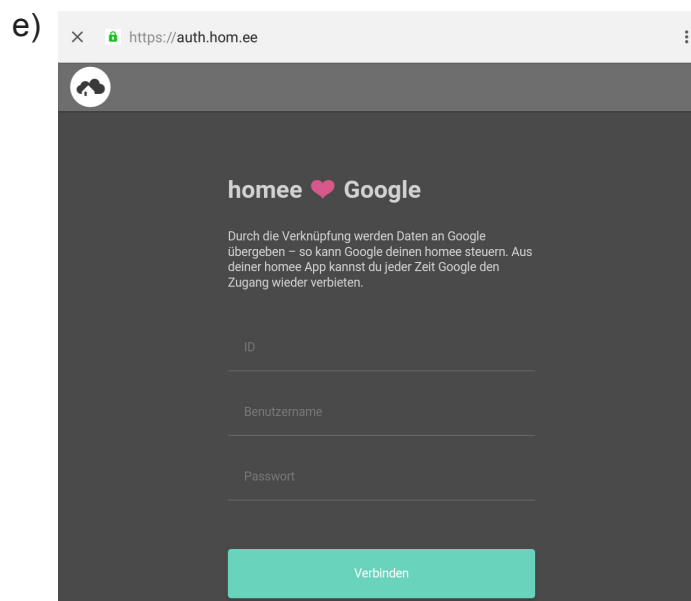 e)
https://auth.hom.ee
homee Google
Durch die Verknüpfung werden Daten an Google
übergeben – so kann Google deinen homee steuern. Aus
deiner homee App kannst du jeder Zeit Google den
Zugang wieder verbieten.
ID
Benutzername
Passwort
Verbinden